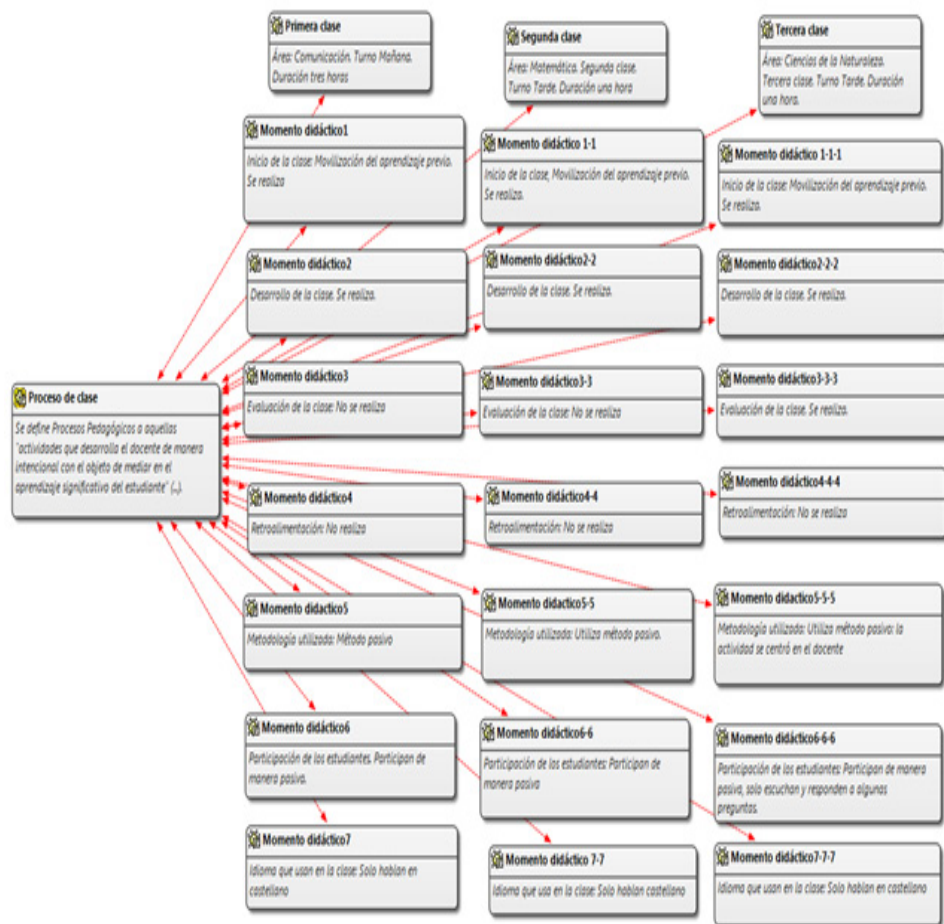 Primera clase
Área: Comunicación. Turno Mañana.
Duración tres horas
Segunda clase
Área: Matemática. Segunda clase.
Turno Tarde. Duración una hora
Tercera clase
Área: Ciencias de la Naturaleza.
Tercera clase. Turno Tarde. Duración
una hora.
Momento didáctico1
Inicio de la clase: Movilización del aprendizaje previo.
Se realiza
Momento didáctico 1-1
Inicio de la clase, Movilización del aprendizaje previo.
Se realiza.
Momento didáctico 1-1-1
Inicio de la clase: Movilización del aprendizaje previo.
Se realiza.
Momento didáctico2
Desarrollo de la clase. Se realiza.
Momento didáctico2-2
Desarrollo de la clase. Se realiza.
Momento didáctico2-2-2
Desarrollo de la clase. Se realiza.
Momento didáctico3
Evaluación de la clase: No se realiza
Momento didáctico3-3
Evaluación de la clase: No se realiza
Momento didáctico3-3-3
Evaluación de la clase. Se realiza.
Proceso de clase
Se define Procesos Pedagógicos a aquellas
"actividades que desarrolla el docente de manera
intencional con el objeto de mediar en el
aprendizaje significativo del estudiante" (...).
Momento didáctico4
Retroalimentación: No realiza
Momento didáctico4-4
Retroalimentación: No se realiza
Momento didáctico4-4-4
Retroalimentación: No se realiza
Momento didactico5
Metodología utilizada: Método pasivo
Momento didactico5-5
Metodología utilizada: Utiliza método pasivo.
Momento didactico5-5-5
Metodología utilizada: Utiliza método pasivo: la
actividad se centró en el docente
Momento didáctico6
Participación de los estudiantes. Participan de
manera pasiva.
Momento didáctico6-6
Participación de los estudiantes: Participan de
manera pasiva
Momento didáctico6-6-6
Participación de los estudiantes: Participan de manera
pasiva, solo escuchan y responden a algunas
preguntas.
Momento didáctico7
Idioma que usan en la clase: Solo hablan en
castellano
Momento didáctico 7-7
Idioma que usa en la clase: Solo hablan castellano
Momento didáctico7-7-7
Idioma que usan en la clase: Solo hablan en castellano